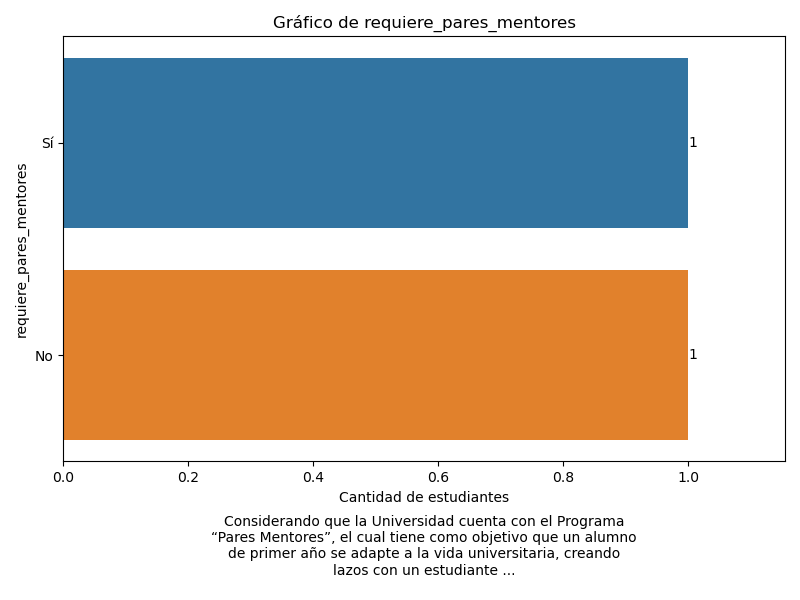 Gráfico de requiere_pares_mentores
requiere_pares_mentores
Sí
1
No
1
0.0
0.2
0.4
0.6
0.8
1.0
Cantidad de estudiantes
Considerando que la Universidad cuenta con el Programa
“Pares Mentores”, el cual tiene como objetivo que un alumno
de primer año se adapte a la vida universitaria, creando
lazos con un estudiante ...